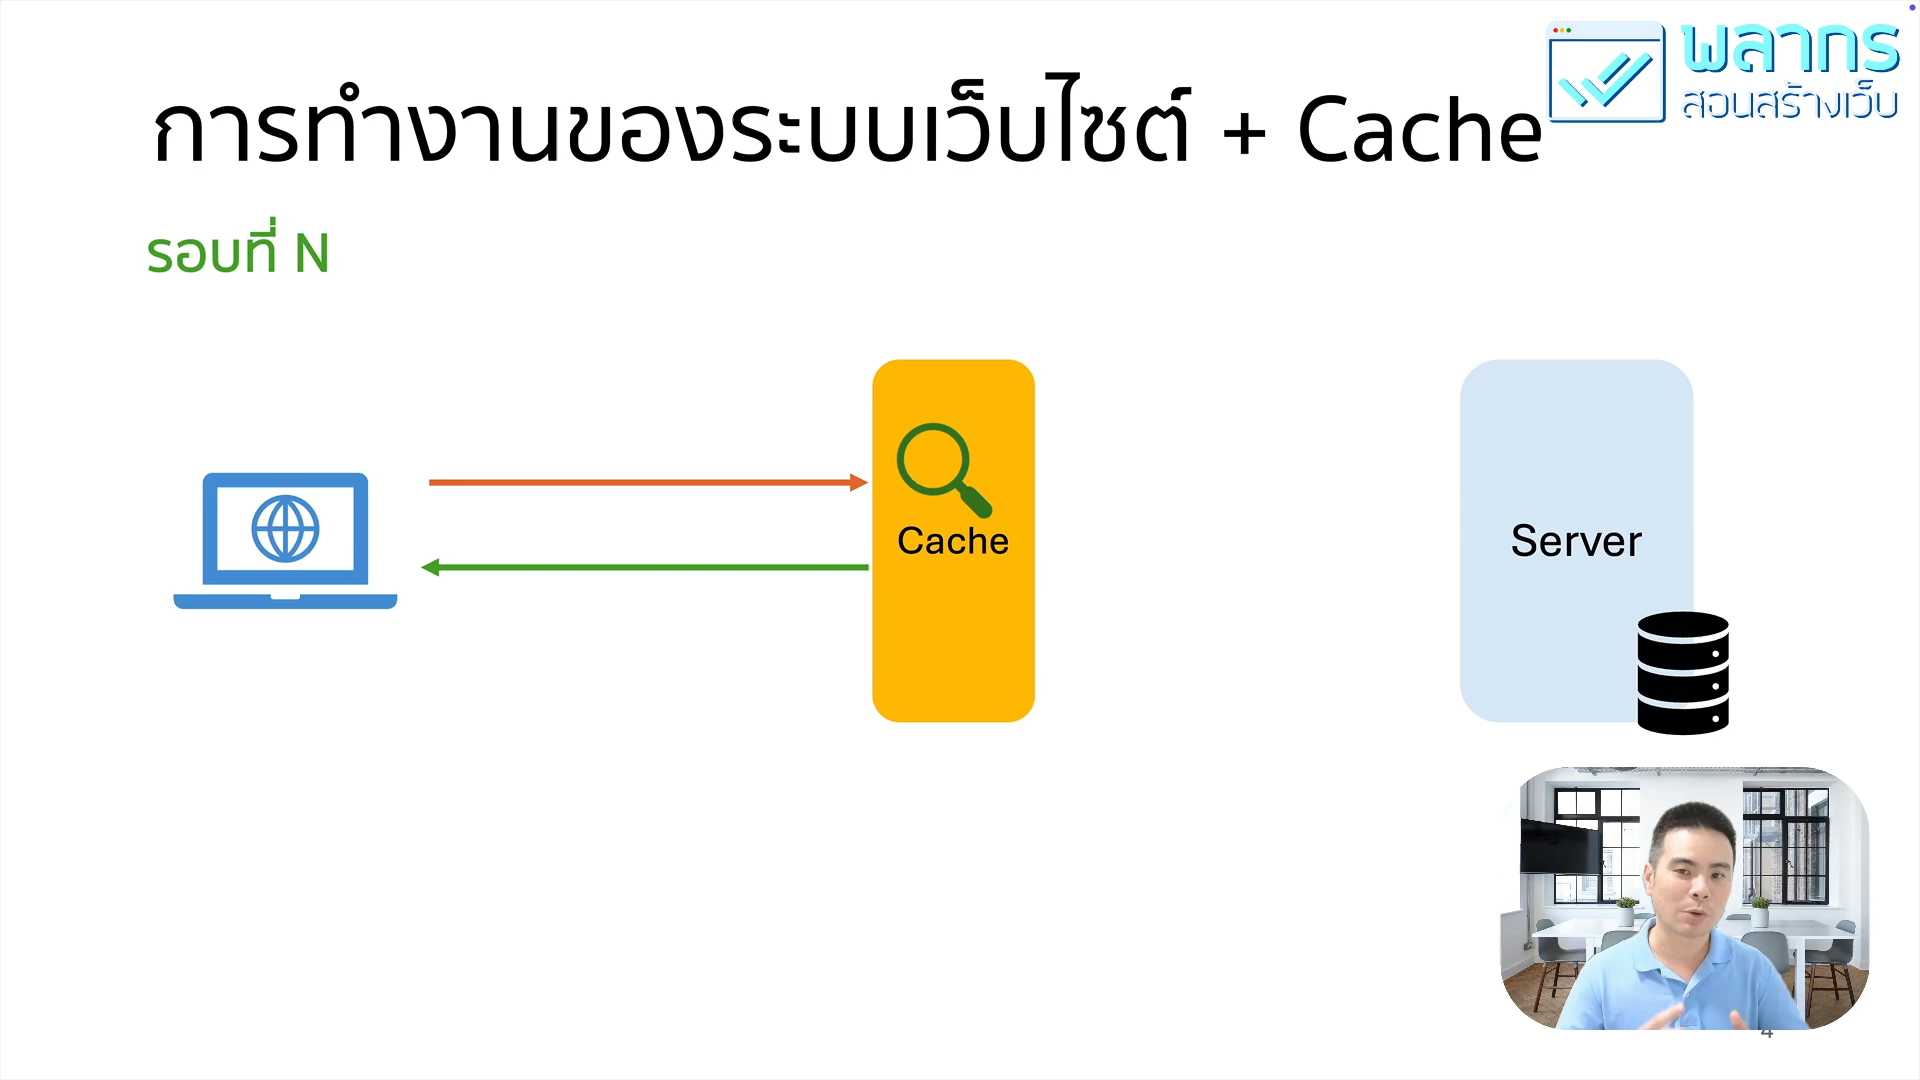 พลากร
สอนสร้างเว็บ
การทำงานของระบบเว็บไซต์ + Cache
รอบที่ N
Cache
Server
4